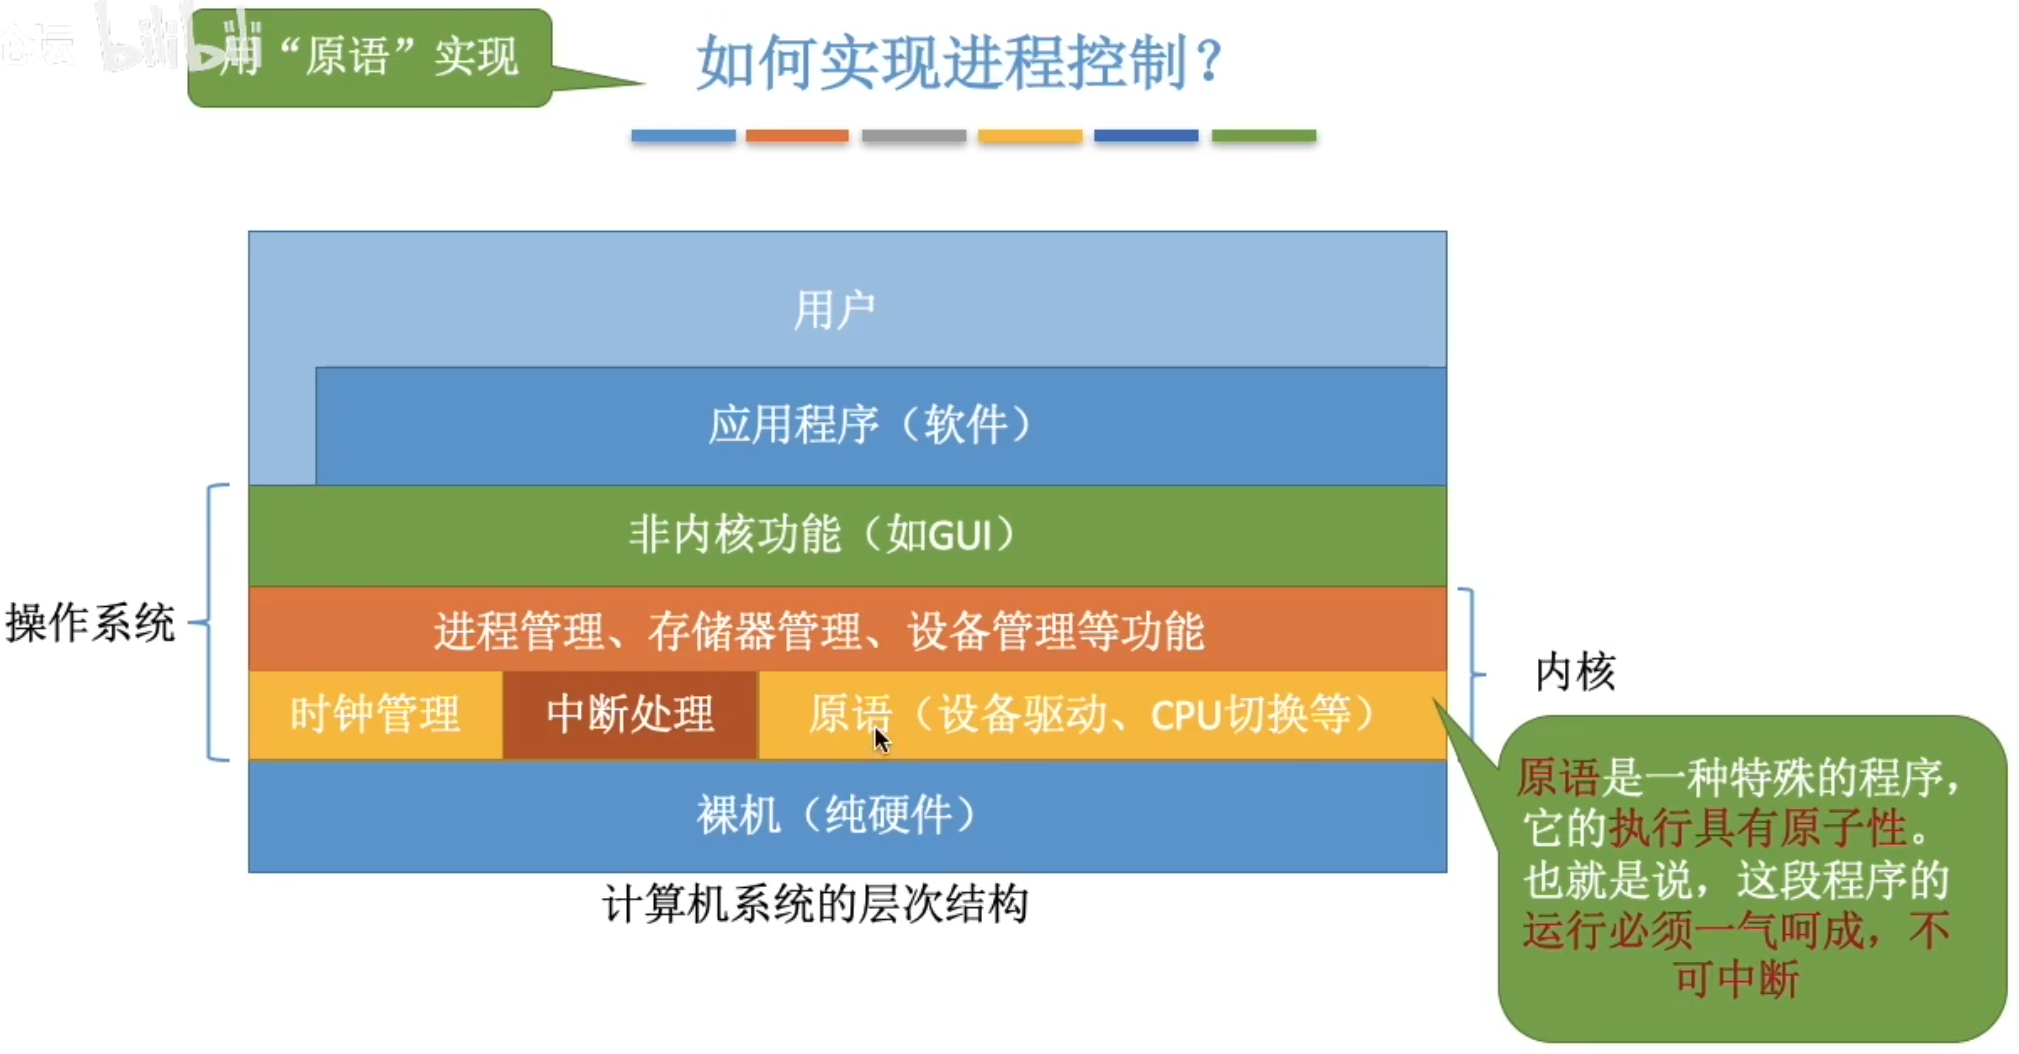 论坛
bilibili
用“原语”实现
如何实现进程控制？
用户
应用程序（软件）
非内核功能（如GUI）
操作系统
进程管理、存储器管理、设备管理等功能
内核
时钟管理
中断处理
原语（设备驱动、CPU切换等）
裸机（纯硬件）
计算机系统的层次结构
原语是一种特殊的程序，
它的执行具有原子性。
也就是说，这段程序的
运行必须一气呵成，不
可中断